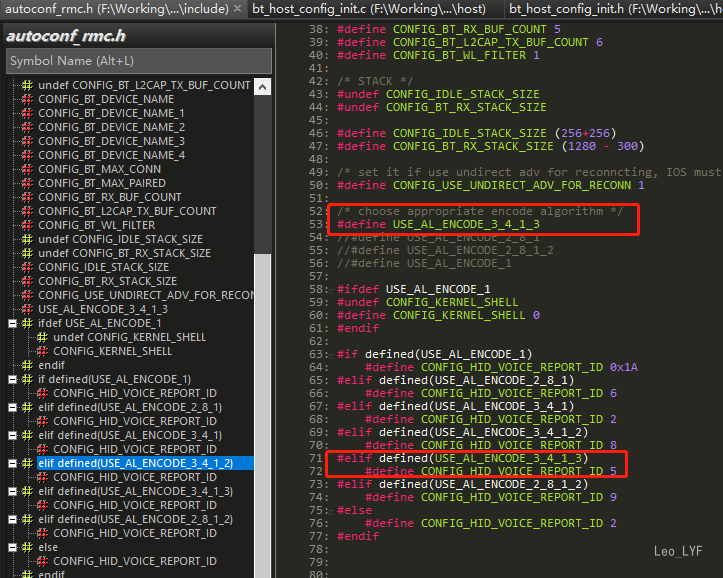 autoconf_rmc.h (F:\Working\...\include) × bt_host_config_init.c (F:\Working\...\host) bt_host_config_init.h (F:\Working\...\h
autoconf_rmc.h
Symbol Name (Alt+L)
undef CONFIG_BT_L2CAP_TX_BUF_COUNT
CONFIG_BT_DEVICE_NAME
CONFIG_BT_DEVICE_NAME_1
CONFIG_BT_DEVICE_NAME_2
CONFIG_BT_DEVICE_NAME_3
CONFIG_BT_DEVICE_NAME_4
CONFIG_BT_MAX_CONN
CONFIG_BT_MAX_PAIRED
CONFIG_BT_RX_BUF_COUNT
CONFIG_BT_L2CAP_TX_BUF_COUNT
CONFIG_BT_WL_FILTER
undef CONFIG_IDLE_STACK_SIZE
undef CONFIG_BT_RX_STACK_SIZE
CONFIG_IDLE_STACK_SIZE
CONFIG_BT_RX_STACK_SIZE
CONFIG_USE_UNDIRECT_ADV_FOR_RECON
USE_AL_ENCODE_3_4_1_3
ifdef USE_AL_ENCODE_1
undef CONFIG_KERNEL_SHELL
CONFIG_KERNEL_SHELL
endif
if defined(USE_AL_ENCODE_1)
CONFIG_HID_VOICE_REPORT_ID
elif defined(USE_AL_ENCODE_2_8_1)
CONFIG_HID_VOICE_REPORT_ID
elif defined(USE_AL_ENCODE_3_4_1)
CONFIG_HID_VOICE_REPORT_ID
elif defined(USE_AL_ENCODE_3_4_1_2)
CONFIG_HID_VOICE_REPORT_ID
elif defined(USE_AL_ENCODE_3_4_1_3)
CONFIG_HID_VOICE_REPORT_ID
elif defined(USE_AL_ENCODE_2_8_1_2)
CONFIG_HID_VOICE_REPORT_ID
else
CONFIG_HID_VOICE_REPORT_ID
endif
38: #define CONFIG_BT_RX_BUF_COUNT 5
39: #define CONFIG_BT_L2CAP_TX_BUF_COUNT 6
40: #define CONFIG_BT_WL_FILTER 1
41:
42: /* STACK */
43: #undef CONFIG_IDLE_STACK_SIZE
44: #undef CONFIG_BT_RX_STACK_SIZE
45:
46: #define CONFIG_IDLE_STACK_SIZE (256+256)
47: #define CONFIG_BT_RX_STACK_SIZE (1280 - 300)
48:
49: /* set it if use undirect adv for reconncting, IOS must
50: #define CONFIG_USE_UNDIRECT_ADV_FOR_RECONN 1
51:
52: /* choose appropriate encode algorithm */
53: #define USE_AL_ENCODE_3_4_1_3
54: //#define USE_AL_ENCODE_2_8_1
55: //#define USE_AL_ENCODE_2_8_1_2
56: //#define USE_AL_ENCODE_1
57:
58: #ifdef USE_AL_ENCODE_1
59: #undef CONFIG_KERNEL_SHELL
60: #define CONFIG_KERNEL_SHELL 0
61: #endif
62:
63: #if defined(USE_AL_ENCODE_1)
64: #define CONFIG_HID_VOICE_REPORT_ID 0x1A
65: #elif defined(USE_AL_ENCODE_2_8_1)
66: #define CONFIG_HID_VOICE_REPORT_ID 6
67: #elif defined(USE_AL_ENCODE_3_4_1)
68: #define CONFIG_HID_VOICE_REPORT_ID 2
69: #elif defined(USE_AL_ENCODE_3_4_1_2)
70: #define CONFIG_HID_VOICE_REPORT_ID 8
71: #elif defined(USE_AL_ENCODE_3_4_1_3)
72: #define CONFIG_HID_VOICE_REPORT_ID 5
73: #elif defined(USE_AL_ENCODE_2_8_1_2)
74: #define CONFIG_HID_VOICE_REPORT_ID 9
75: #else
76: #define CONFIG_HID_VOICE_REPORT_ID 2
77: #endif
78:
79:
80:
Leo_LYF